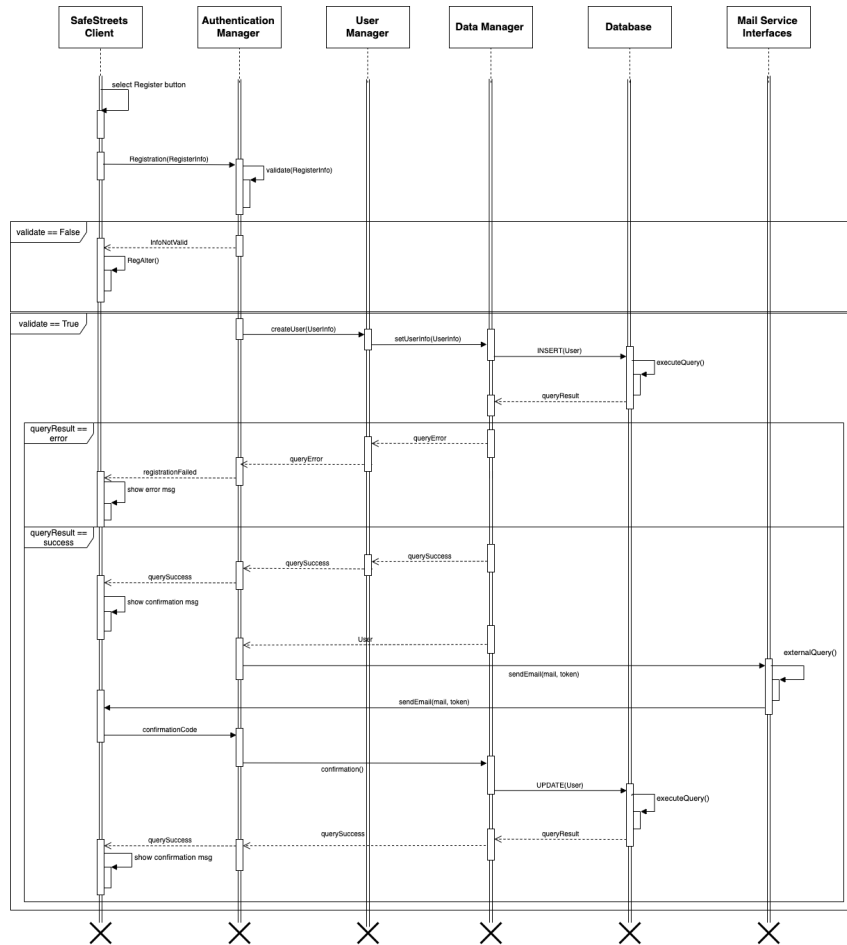 SafeStreets
Client
Authentication
Manager
User
Manager
Data Manager
Database
Mail Service
Interfaces
select Register button
Registration(RegisterInfo)
validate(RegisterInfo)
validate == False
InfoNotValid
RegAlter()
validate == True
createUser(UserInfo)
setUserInfo(UserInfo)
INSERT(User)
executeQuery()
queryResult
queryResult ==
error
queryError
queryError
registrationFailed
show error msg
queryResult ==
success
querySuccess
querySuccess
querySuccess
show confirmation msg
User
externalQuery()
sendEmail(mail, token)
sendEmail(mail, token)
confirmationCode
confirmation()
UPDATE(User)
executeQuery()
queryResult
querySuccess
querySuccess
show confirmation msg